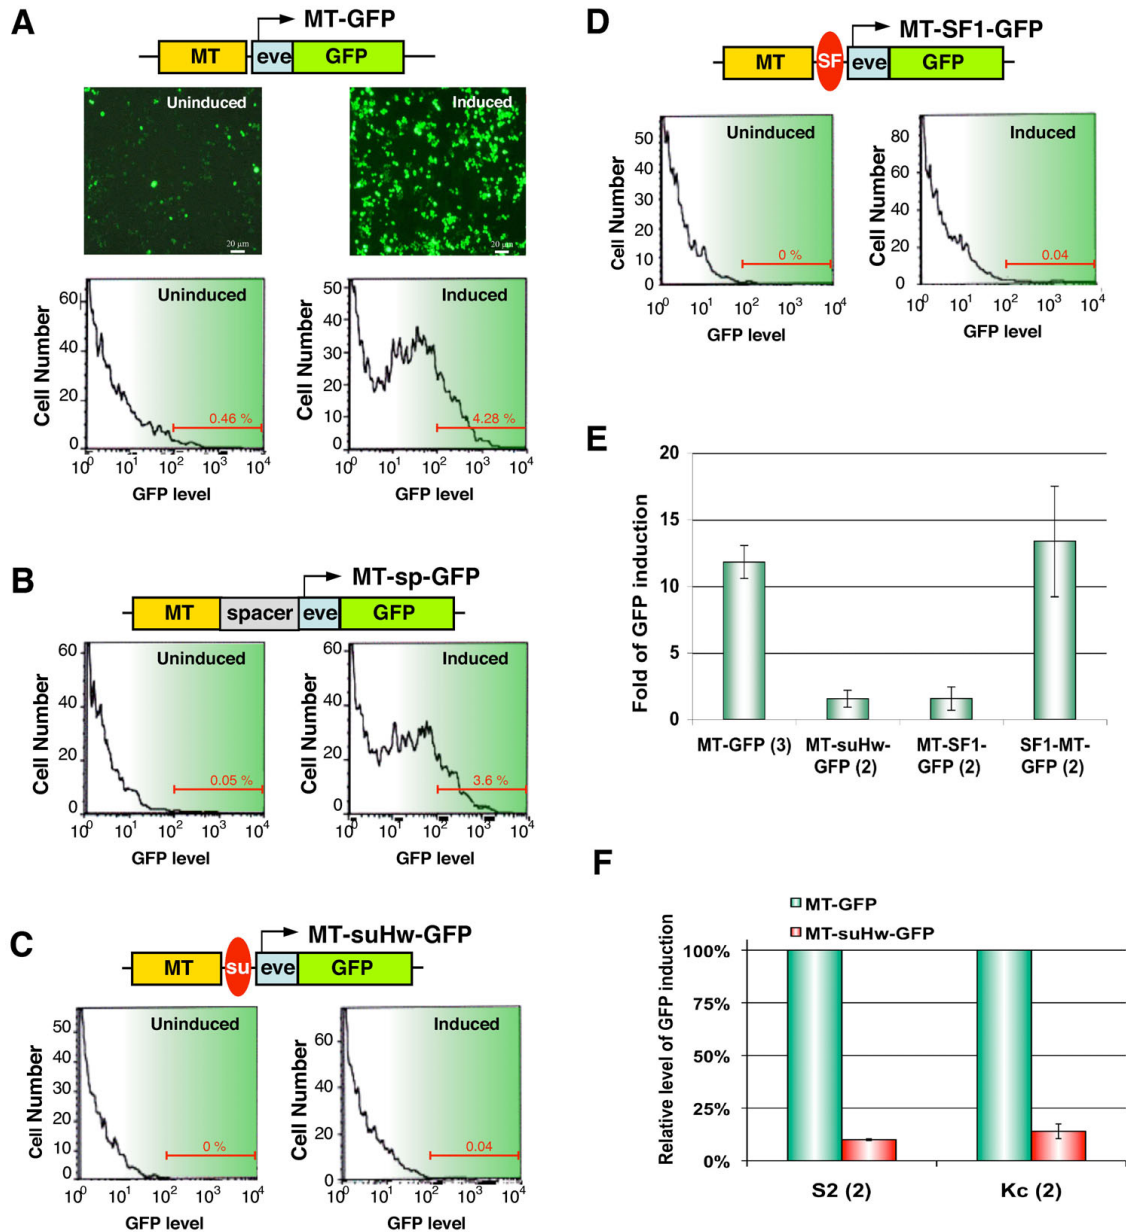 A
MT-GFP
MT
eve
GFP
Uninduced
Induced
20 µm
20 µm
Uninduced
Induced
Cell Number
60
40
20
0
0.46 %
10⁰ 10¹ 10² 10³ 10⁴
GFP level
Cell Number
50
40
30
20
10
0
4.28 %
10⁰ 10¹ 10² 10³ 10⁴
GFP level
B
MT-sp-GFP
MT
spacer
eve
GFP
Uninduced
Cell Number
60
40
20
0
0.05 %
10⁰ 10¹ 10² 10³ 10⁴
GFP level
Induced
Cell Number
60
40
20
0
3.6 %
10⁰ 10¹ 10² 10³ 10⁴
GFP level
C
MT-suHw-GFP
MT
su
eve
GFP
Uninduced
Cell Number
50
40
30
20
10
0
0 %
10⁰ 10¹ 10² 10³ 10⁴
GFP level
Induced
Cell Number
60
40
20
0
0.04
10⁰ 10¹ 10² 10³ 10⁴
GFP level
D
MT-SF1-GFP
MT
SF
eve
GFP
Uninduced
Cell Number
50
40
30
20
10
0
0 %
10⁰ 10¹ 10² 10³ 10⁴
GFP level
Induced
Cell Number
80
60
40
20
0
0.04
10⁰ 10¹ 10² 10³ 10⁴
GFP level
E
Fold of GFP induction
20
15
10
5
0
MT-GFP (3)
MT-suHw-
GFP (2)
MT-SF1-
GFP (2)
SF1-MT-
GFP (2)
F
MT-GFP
MT-suHw-GFP
Relative level of GFP induction
100%
75%
50%
25%
0%
S2 (2)
Kc (2)